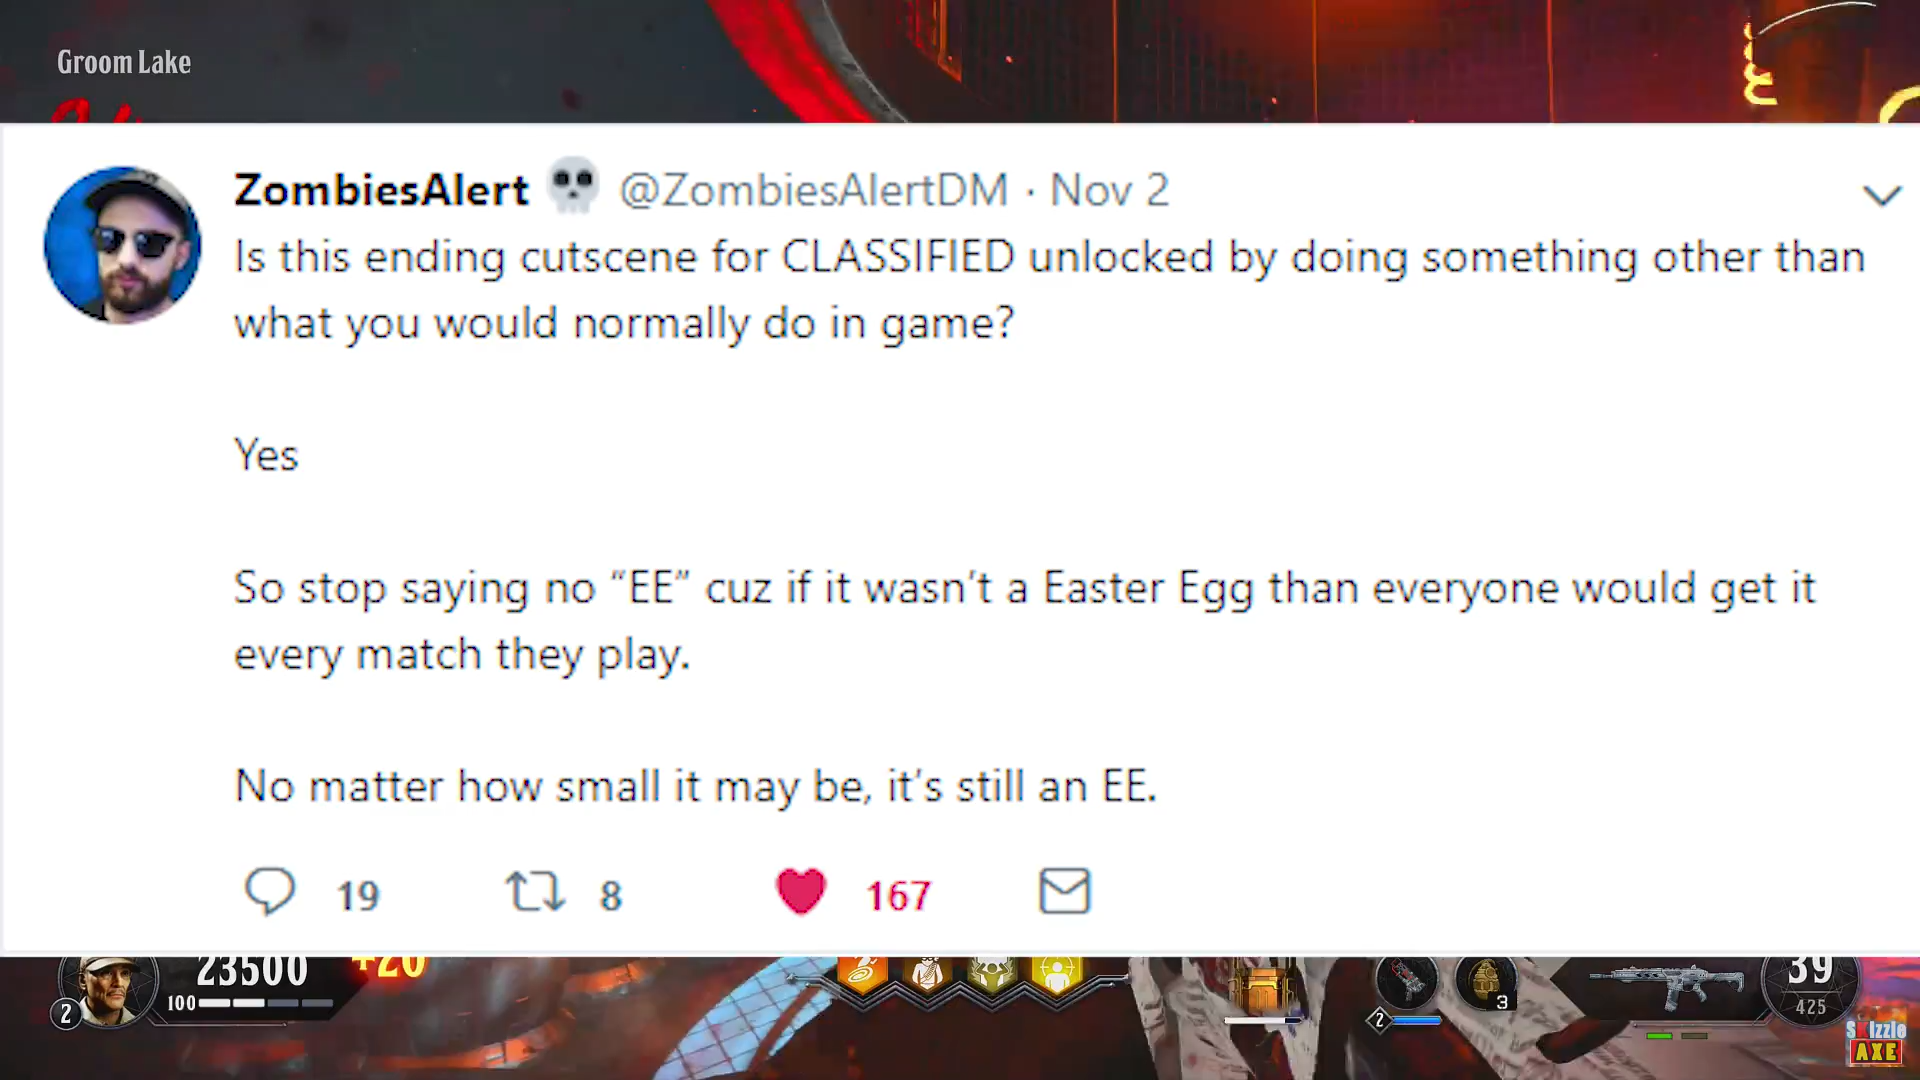 Groom Lake
ZombiesAlert 💀 @ZombiesAlertDM · Nov 2
Is this ending cutscene for CLASSIFIED unlocked by doing something other than
what you would normally do in game?
Yes
So stop saying no “EE” cuz if it wasn’t a Easter Egg than everyone would get it
every match they play.
No matter how small it may be, it’s still an EE.
19 8 167
23500 +20
100
2
2
3
39
425
SKizzle
AXE